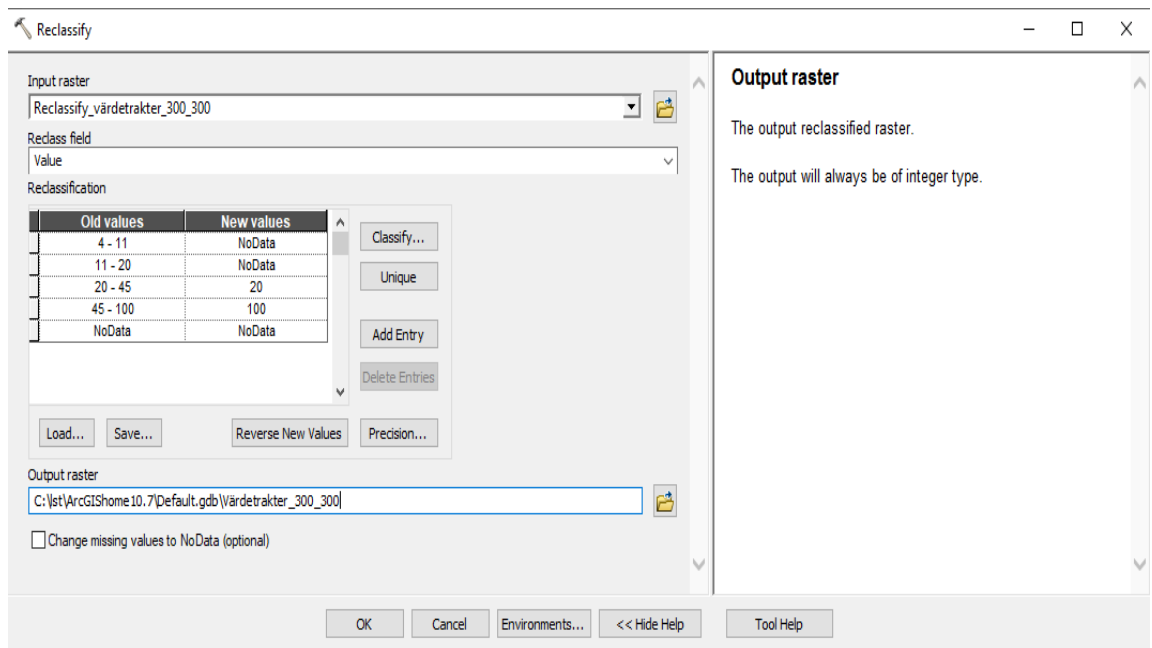 Reclassify
Input raster
Reclassify_värdetrakter_300_300
Reclass field
Value
Reclassification
Old values New values
4 - 11 NoData
11 - 20 NoData
20 - 45 20
45 - 100 100
NoData NoData
Classify...
Unique
Add Entry
Delete Entries
Load... Save... Reverse New Values Precision...
Output raster
C:\lst\ArcGIShome10.7\Default.gdb\Värdetrakter_300_300
Change missing values to NoData (optional)
OK Cancel Environments... << Hide Help Tool Help
Output raster
The output reclassified raster.
The output will always be of integer type.